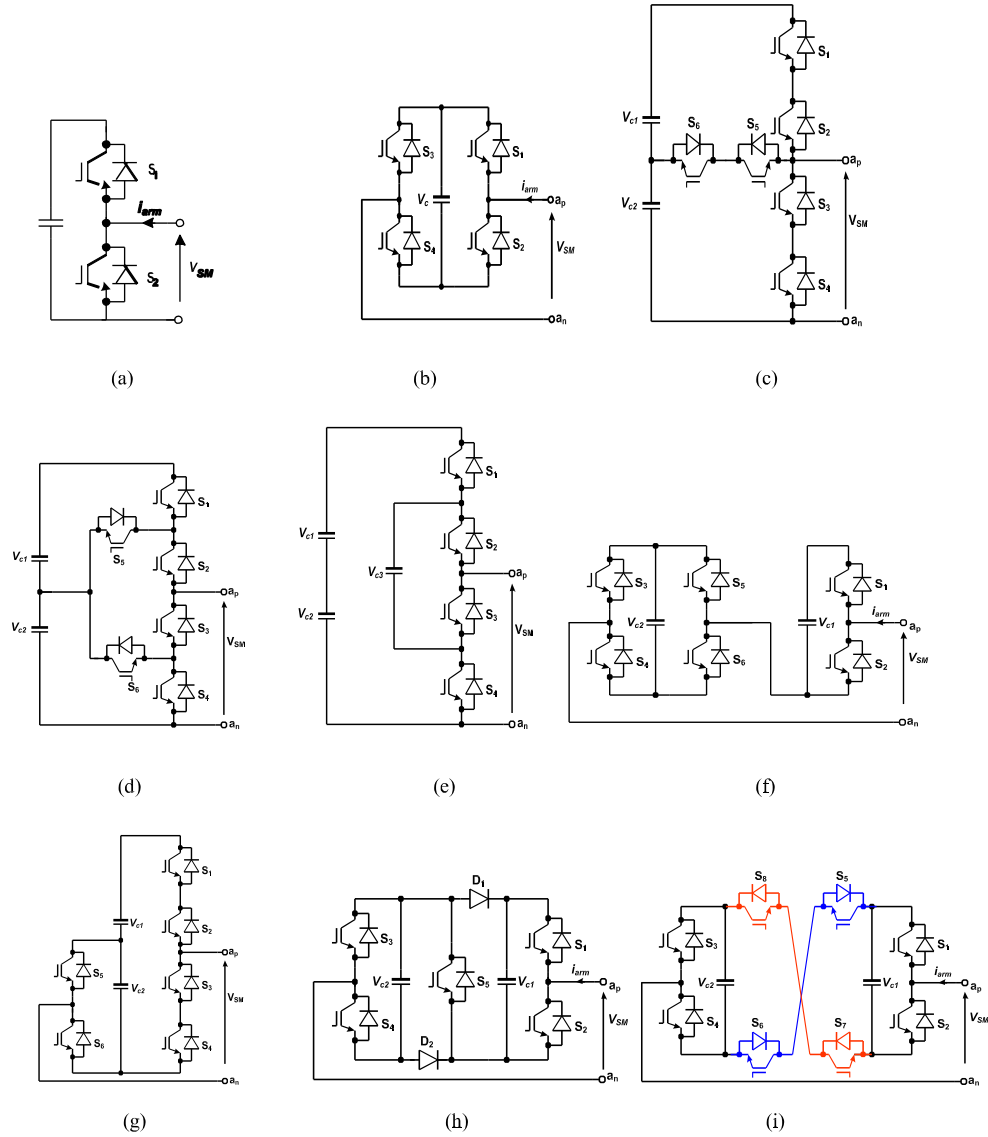 S1
iarm
VSM
S2
(a)
S3
S1
Vc
iarm
ap
S4
S2
VSM
an
(b)
S1
Vc1
S6
S5
S2
ap
Vc2
S3
VSM
S4
an
(c)
S1
Vc1
S5
S2
ap
Vc2
S3
VSM
S6
S4
an
(d)
S1
Vc1
S2
Vc3
ap
Vc2
S3
VSM
S4
an
(e)
S3
S5
S1
Vc2
Vc1
iarm
ap
S4
S6
S2
VSM
an
(f)
S1
Vc1
S2
ap
S5
Vc2
S3
VSM
S6
S4
an
(g)
D1
S3
S1
Vc2
S5
Vc1
iarm
ap
S4
S2
VSM
D2
an
(h)
S8
S5
S3
S1
Vc2
Vc1
iarm
ap
S4
S6
S7
S2
VSM
an
(i)